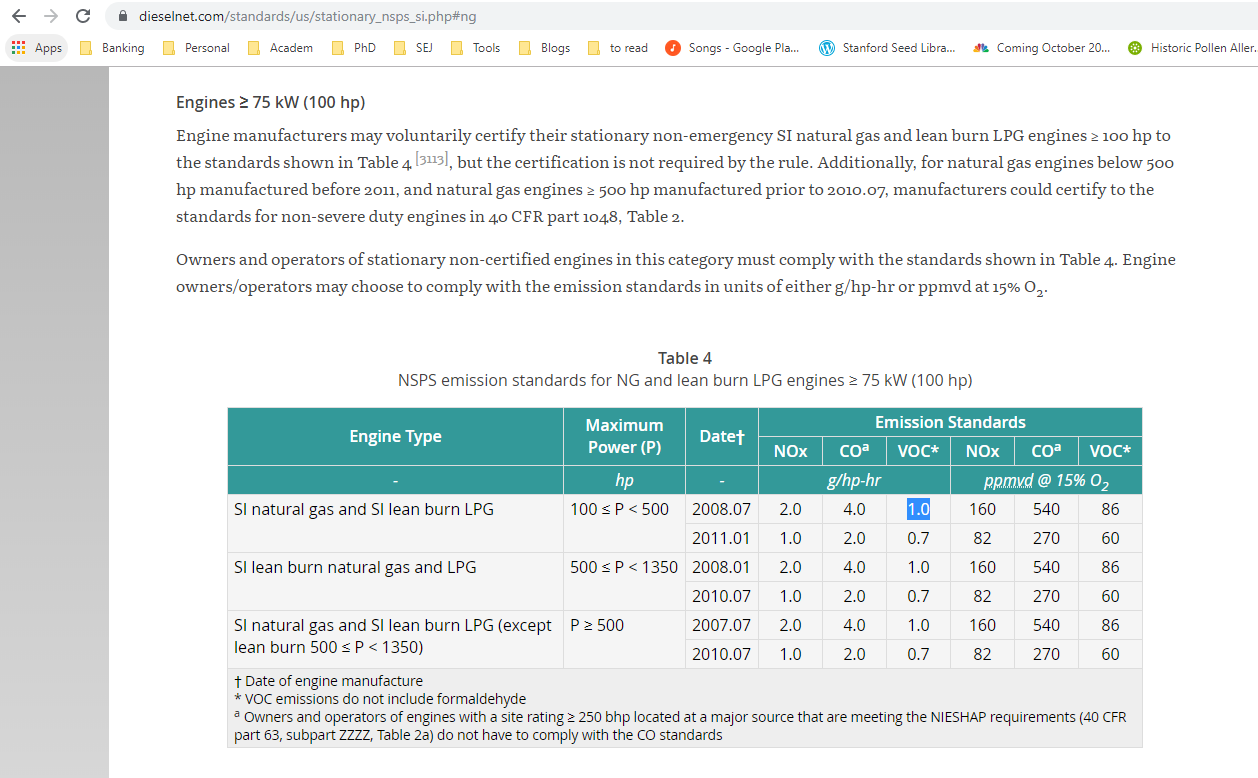 dieselnet.com/standards/us/stationary_nsps_si.php#ng
Apps Banking Personal Academ PhD SEJ Tools Blogs to read Songs - Google Pla... Stanford Seed Libra... Coming October 20... Historic Pollen Aller.
Engines ≥ 75 kW (100 hp)
Engine manufacturers may voluntarily certify their stationary non-emergency SI natural gas and lean burn LPG engines ≥ 100 hp to
the standards shown in Table 4 [3113], but the certification is not required by the rule. Additionally, for natural gas engines below 500
hp manufactured before 2011, and natural gas engines ≥ 500 hp manufactured prior to 2010.07, manufacturers could certify to the
standards for non-severe duty engines in 40 CFR part 1048, Table 2.
Owners and operators of stationary non-certified engines in this category must comply with the standards shown in Table 4. Engine
owners/operators may choose to comply with the emission standards in units of either g/hp-hr or ppmvd at 15% O2.
Table 4
NSPS emission standards for NG and lean burn LPG engines ≥ 75 kW (100 hp)
Engine Type Maximum Power (P) Date† Emission Standards
NOx COa VOC* NOx COa VOC*
- hp - g/hp-hr ppmvd @ 15% O2
SI natural gas and SI lean burn LPG 100 ≤ P < 500 2008.07 2.0 4.0 1.0 160 540 86
2011.01 1.0 2.0 0.7 82 270 60
SI lean burn natural gas and LPG 500 ≤ P < 1350 2008.01 2.0 4.0 1.0 160 540 86
2010.07 1.0 2.0 0.7 82 270 60
SI natural gas and SI lean burn LPG (except P ≥ 500 2007.07 2.0 4.0 1.0 160 540 86
lean burn 500 ≤ P < 1350) 2010.07 1.0 2.0 0.7 82 270 60
† Date of engine manufacture
* VOC emissions do not include formaldehyde
a Owners and operators of engines with a site rating ≥ 250 bhp located at a major source that are meeting the NIESHAP requirements (40 CFR
part 63, subpart ZZZZ, Table 2a) do not have to comply with the CO standards